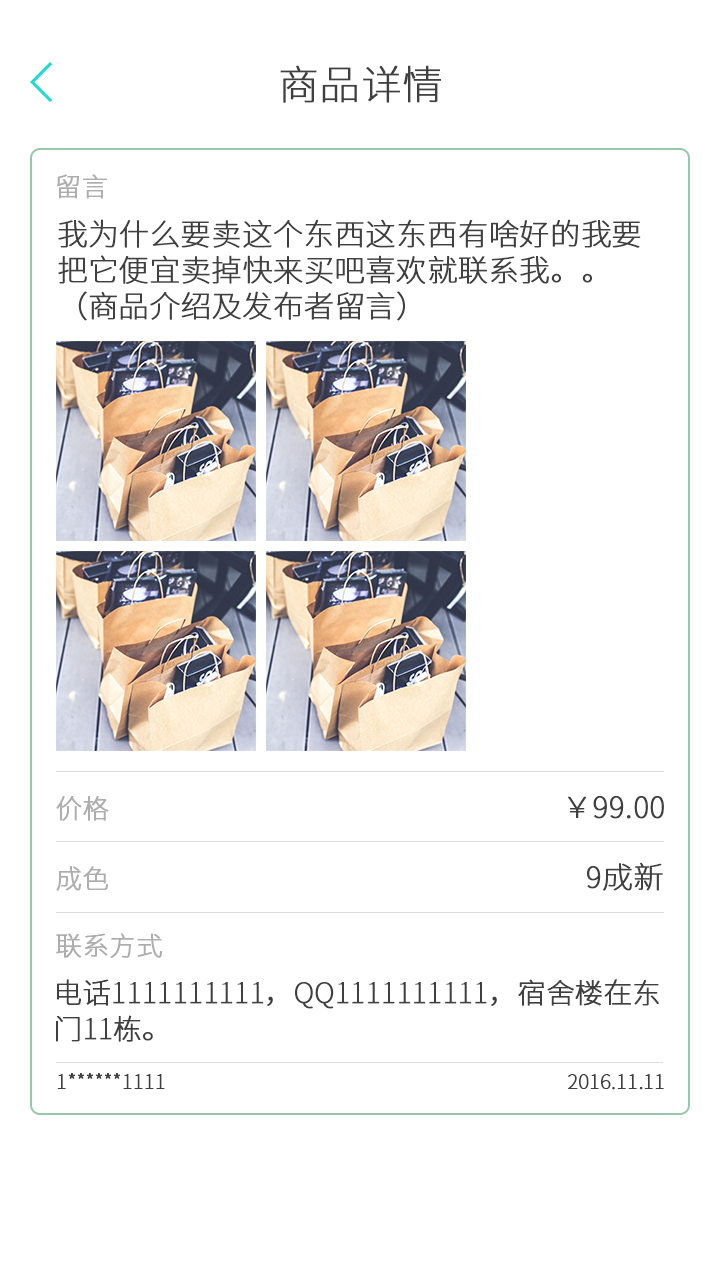 商品详情
留言
我为什么要卖这个东西这东西有啥好的我要
把它便宜卖掉快来买吧喜欢就联系我。。
（商品介绍及发布者留言）
价格
￥99.00
成色
9成新
联系方式
电话1111111111，QQ1111111111，宿舍楼在东
门11栋。
1******1111
2016.11.11